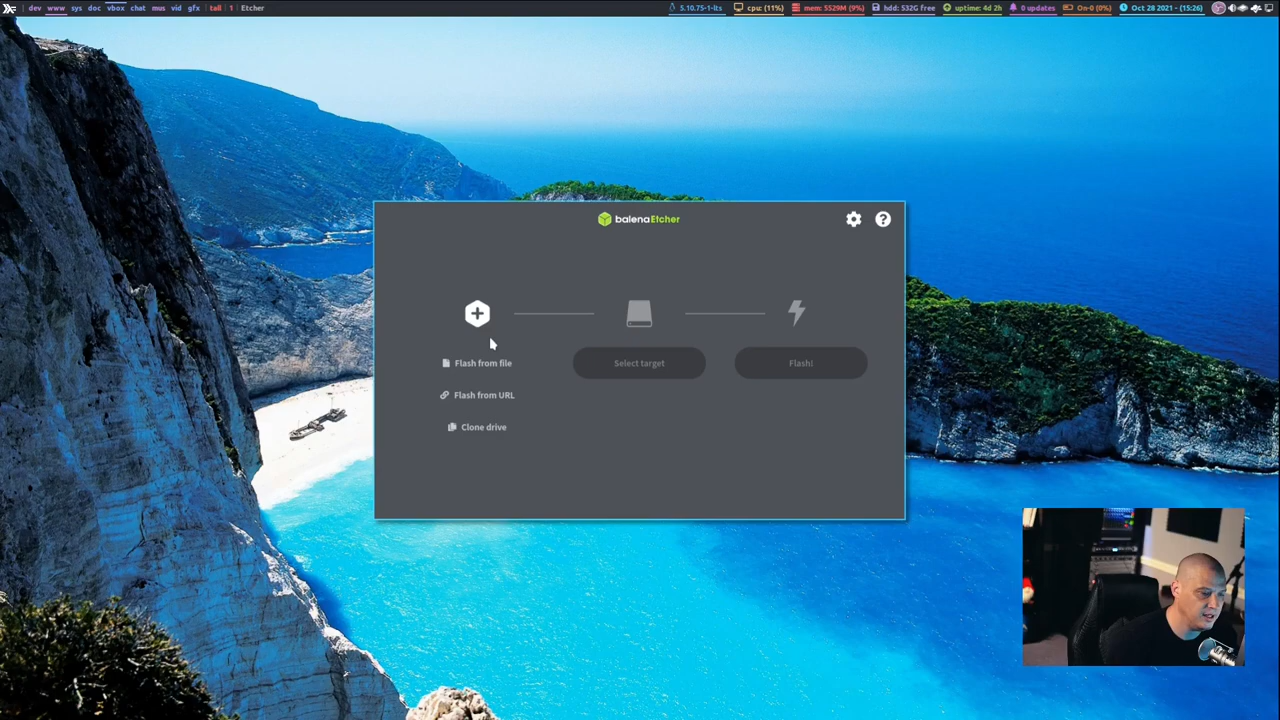 dev www sys doc vbox chat mus vid gfx tall 1 Etcher 5.10.75-1-lts cpu: (11%) mem: 5529M (9%) hdd: 532G free uptime: 4d 2h 0 updates On-0 (0%) Oct 28 2021 - (15:26)
balenaEtcher
Flash from file Select target Flash!
Flash from URL
Clone drive